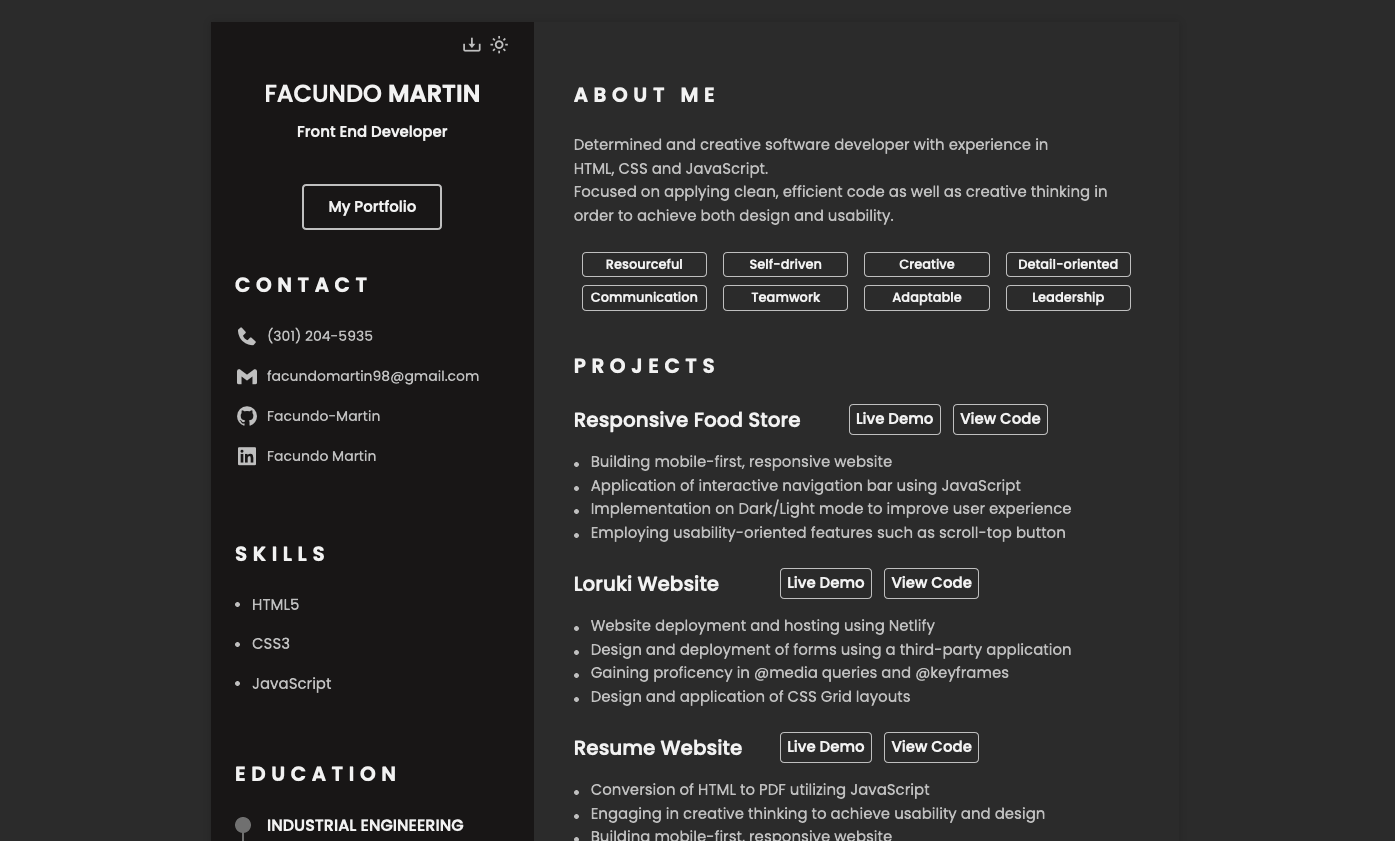 FACUNDO MARTIN
Front End Developer
My Portfolio
CONTACT
(301) 204-5935
facundomartin98@gmail.com
Facundo-Martin
Facundo Martin
SKILLS
• HTML5
• CSS3
• JavaScript
EDUCATION
INDUSTRIAL ENGINEERING
ABOUT ME
Determined and creative software developer with experience in
HTML, CSS and JavaScript.
Focused on applying clean, efficient code as well as creative thinking in
order to achieve both design and usability.
Resourceful Self-driven Creative Detail-oriented
Communication Teamwork Adaptable Leadership
PROJECTS
Responsive Food Store Live Demo View Code
• Building mobile-first, responsive website
• Application of interactive navigation bar using JavaScript
• Implementation on Dark/Light mode to improve user experience
• Employing usability-oriented features such as scroll-top button
Loruki Website Live Demo View Code
• Website deployment and hosting using Netlify
• Design and deployment of forms using a third-party application
• Gaining proficency in @media queries and @keyframes
• Design and application of CSS Grid layouts
Resume Website Live Demo View Code
• Conversion of HTML to PDF utilizing JavaScript
• Engaging in creative thinking to achieve usability and design
• Building mobile-first, responsive website